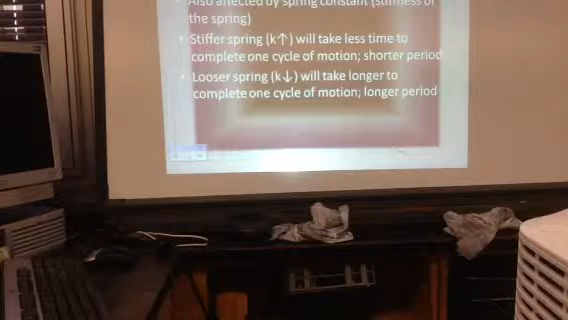 Also affected by spring constant (stiffness of
the spring)
• Stiffer spring (k↑) will take less time to
complete one cycle of motion; shorter period
• Looser spring (k↓) will take longer to
complete one cycle of motion; longer period